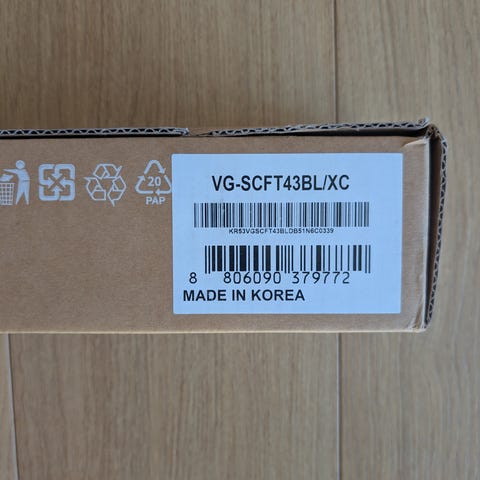 VG-SCFT43BL/XC
KR53VGSCFT43BLDB51N6C0339
8 806090 379772
MADE IN KOREA
20
PAP